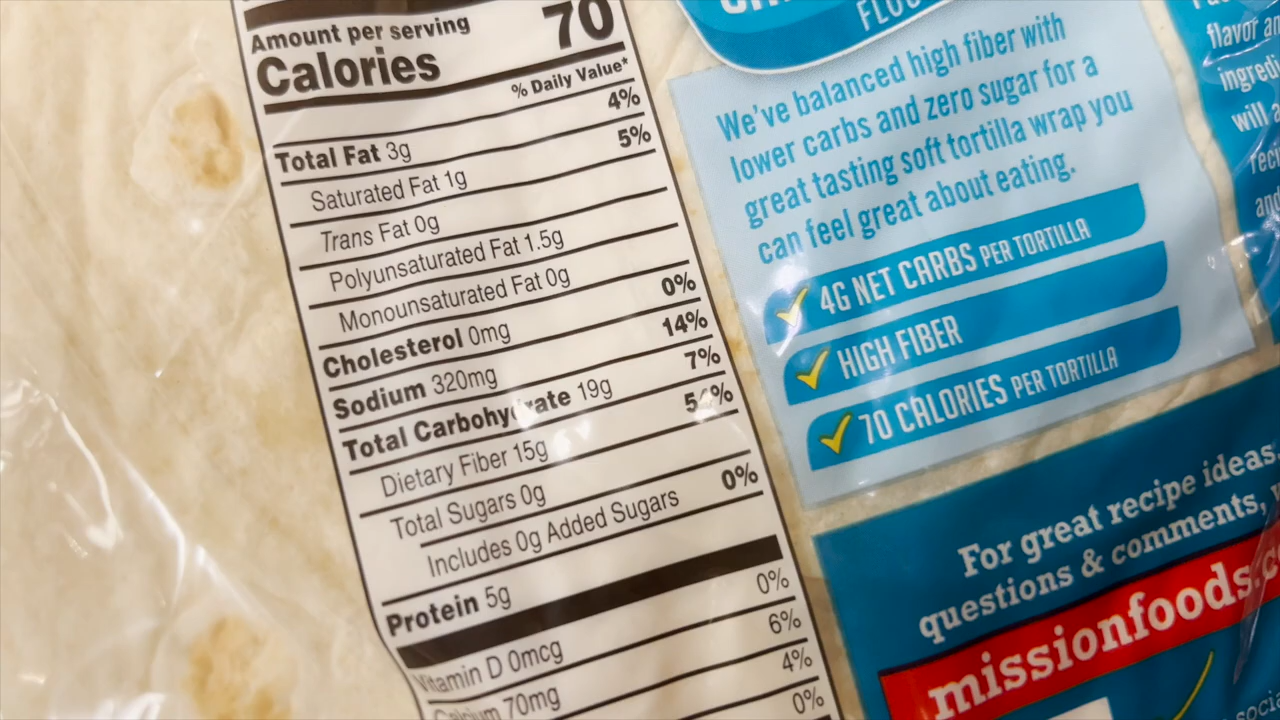 Amount per serving
Calories 70
% Daily Value*
Total Fat 3g 4%
Saturated Fat 1g 5%
Trans Fat 0g
Polyunsaturated Fat 1.5g
Monounsaturated Fat 0g
Cholesterol 0mg 0%
Sodium 320mg 14%
Total Carbohydrate 19g 7%
Dietary Fiber 15g
Total Sugars 0g
Includes 0g Added Sugars 0%
Protein 5g
Vitamin D 0mcg 0%
Calcium 70mg 6%
4%
0%
We've balanced high fiber with
lower carbs and zero sugar for a
great tasting soft tortilla wrap you
can feel great about eating.
4G NET CARBS PER TORTILLA
HIGH FIBER
70 CALORIES PER TORTILLA
For great recipe ideas,
questions & comments,
missionfoods.c
flavor
will